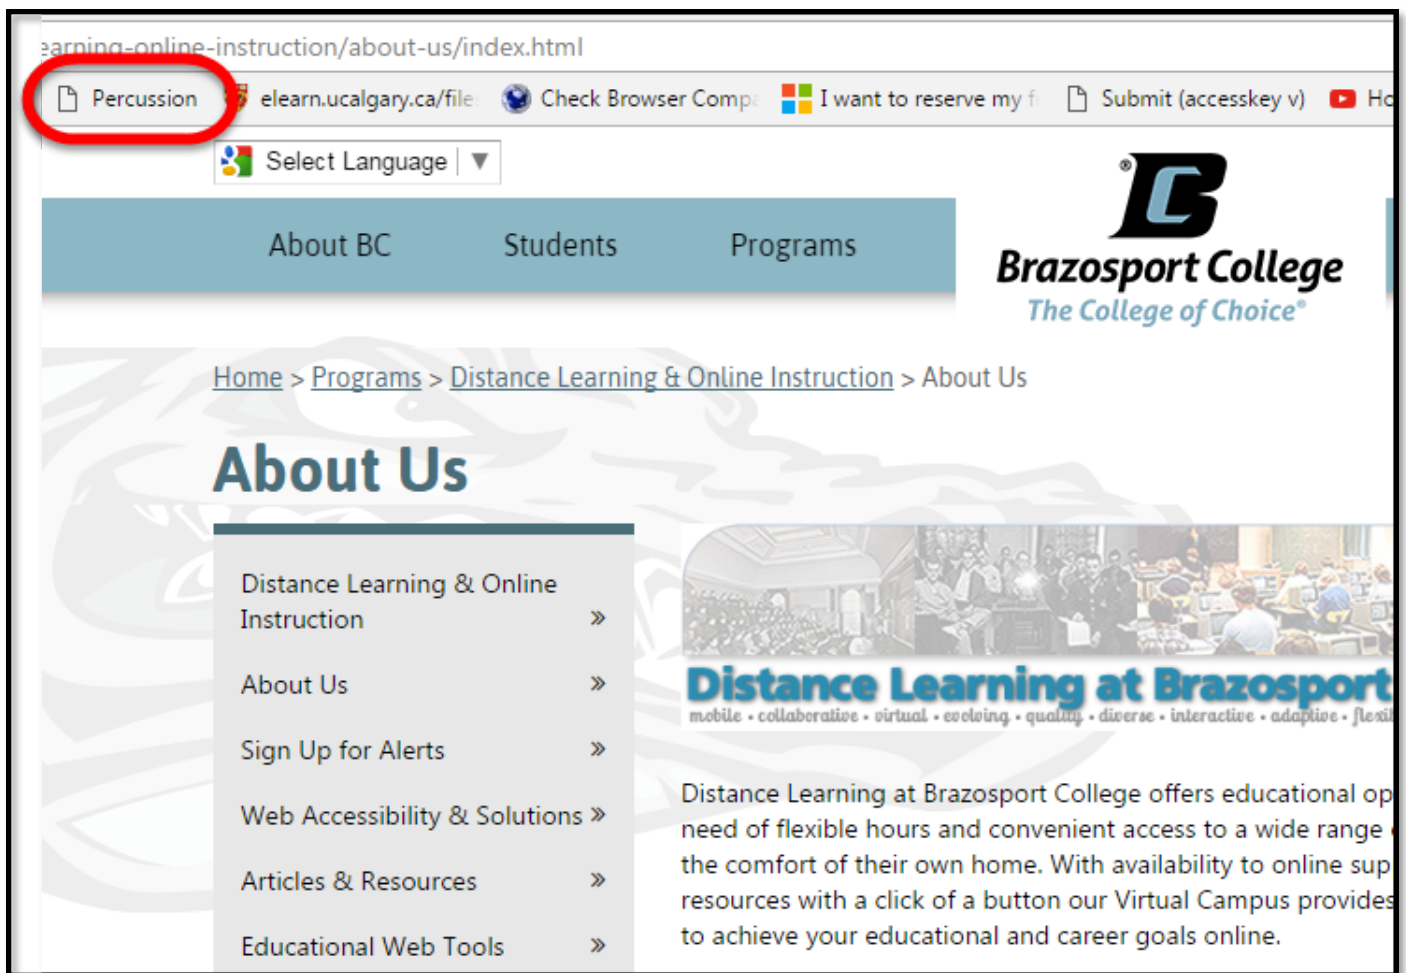 earning-online-instruction/about-us/index.html
Percussion elearn.ucalgary.ca/file Check Browser Compa I want to reserve my f Submit (accesskey v) Ho
Select Language ▼
About BC Students Programs
Brazosport College
The College of Choice®
Home > Programs > Distance Learning & Online Instruction > About Us
About Us
Distance Learning & Online
Instruction »
About Us »
Sign Up for Alerts »
Web Accessibility & Solutions »
Articles & Resources »
Educational Web Tools »
Distance Learning at Brazosport
mobile • collaborative • virtual • evolving • quality • diverse • interactive • adaptive • flexi
Distance Learning at Brazosport College offers educational op
need of flexible hours and convenient access to a wide range
the comfort of their own home. With availability to online sup
resources with a click of a button our Virtual Campus provides
to achieve your educational and career goals online.